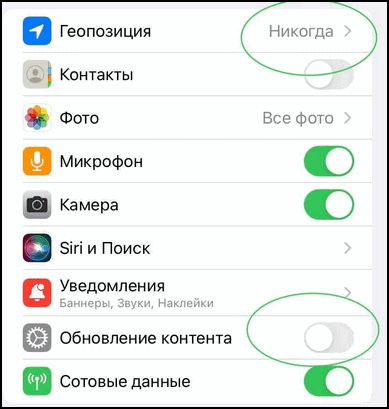 Геопозиция Никогда
Контакты
Фото Все фото
Микрофон
Камера
Siri и Поиск
Уведомления
Баннеры, Звуки, Наклейки
Обновление контента
Сотовые данные